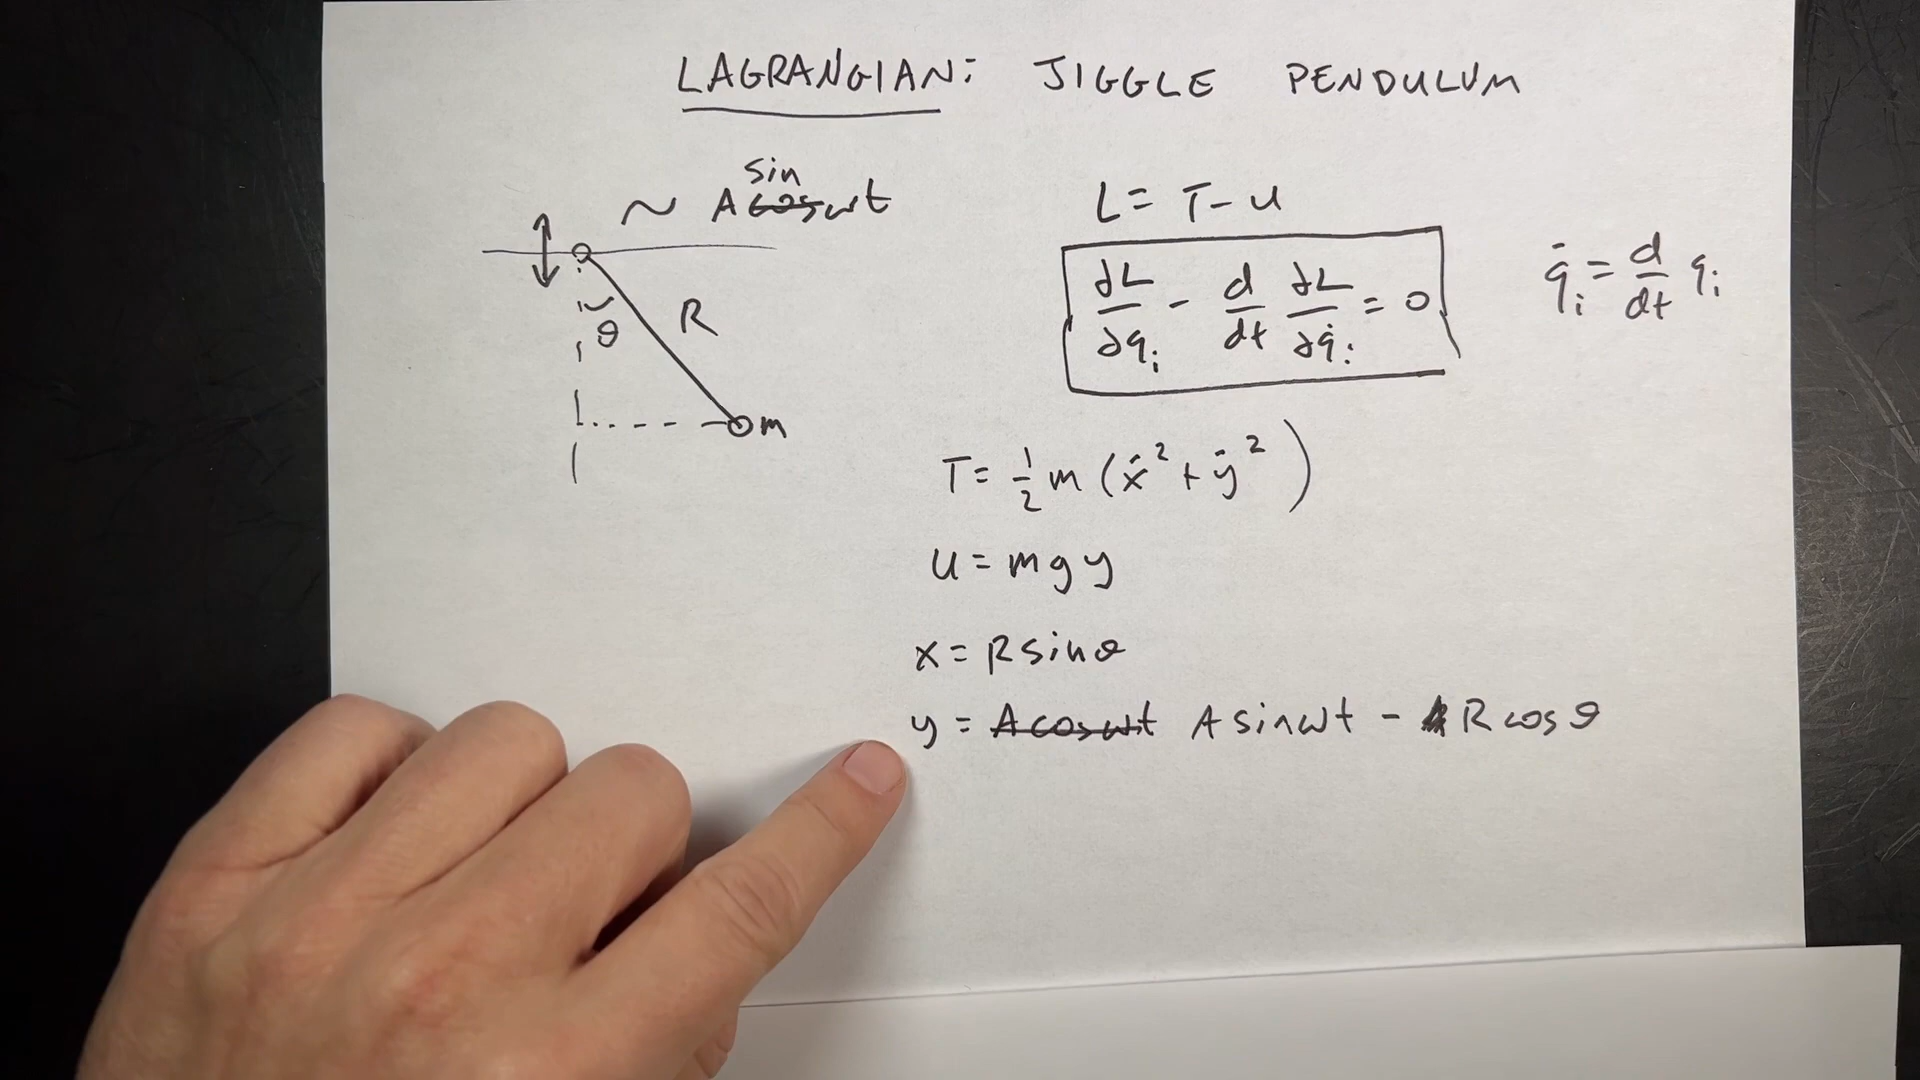 LAGRANGIAN: JIGGLE PENDULUM
sin
~ A cos ωt
θ
R
m
L = T - U
∂L/∂qᵢ - d/dt ∂L/∂q̇ᵢ = 0
q̇ᵢ = d/dt qᵢ
T = 1/2 m (ẋ² + ẏ²)
U = mgy
x = R sin θ
y = A cos ωt A sin ωt - R cos θ